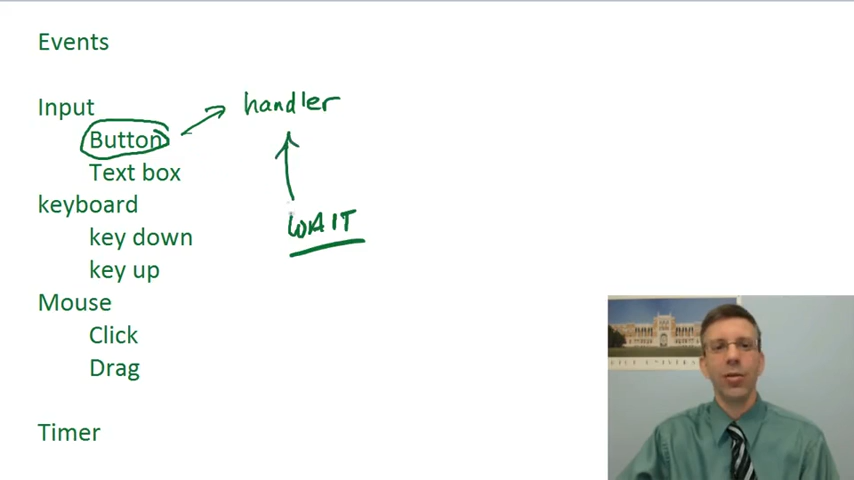 Events
Input
handler
Button
Text box
keyboard
WAIT
key down
key up
Mouse
Click
Drag
Timer